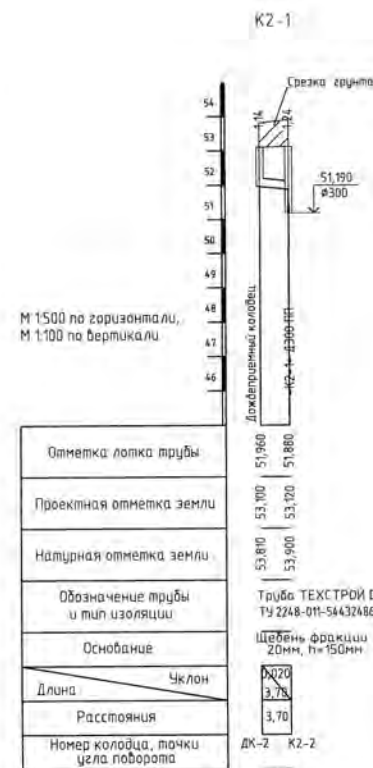 К2-1
Срезка грунта
1,14
1,24
54
53
52
51
50
49
48
47
46
51,190
ø300
М 1:500 по горизонтали,
М 1:100 по вертикали
Дождеприемный колодец
К2-1- Д300 ПП
Отметка лотка трубы
51,960
51,880
Проектная отметка земли
53,100
53,120
Натурная отметка земли
53,810
53,900
Обозначение трубы
и тип изоляции
Труба ТЕХСТРОЙ
ТУ 2248-011-54432486
Основание
Щебень фракции
20мм, h=150мм
Уклон
Длина
0,020
3,70
Расстояния
3,70
Номер колодца, точки
угла поворота
ДК-2 К2-2